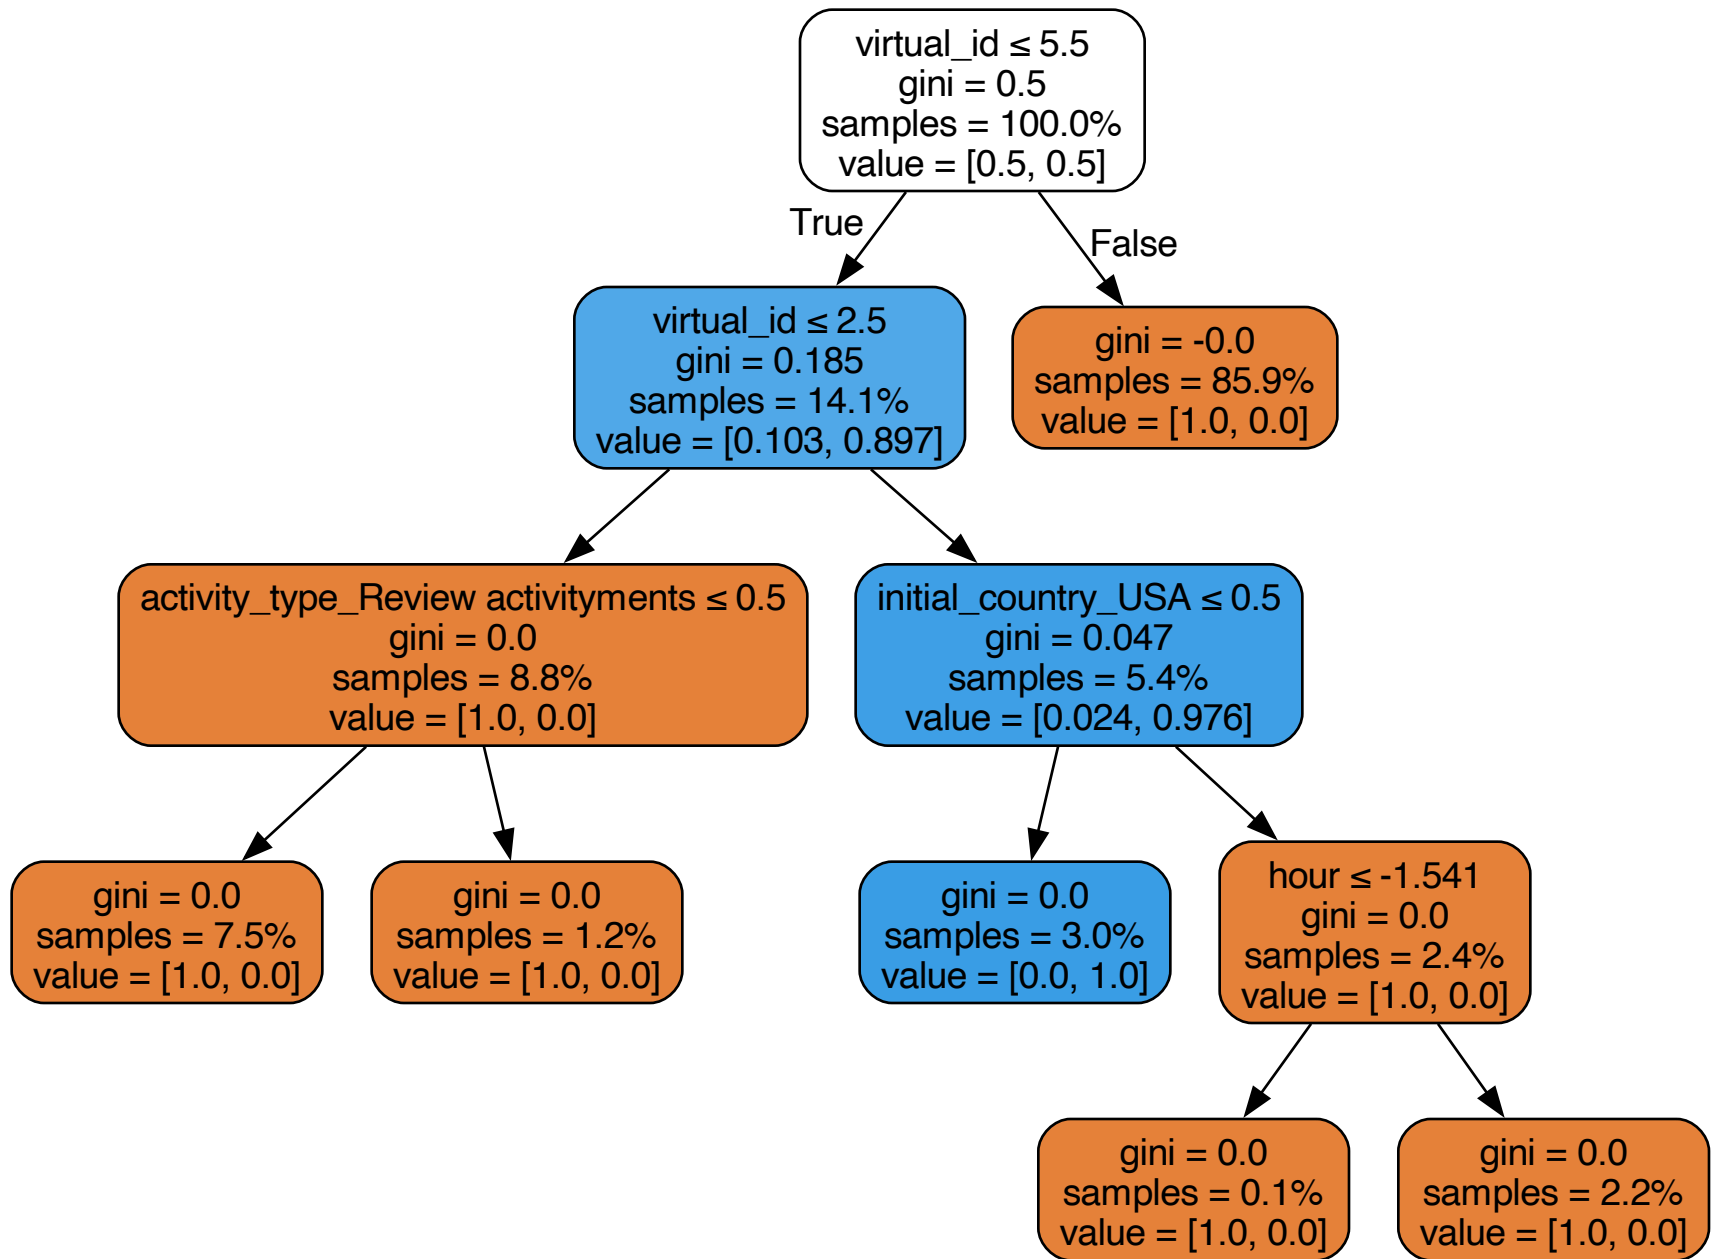 virtual_id ≤ 5.5
gini = 0.5
samples = 100.0%
value = [0.5, 0.5]
True
False
virtual_id ≤ 2.5
gini = 0.185
samples = 14.1%
value = [0.103, 0.897]
gini = -0.0
samples = 85.9%
value = [1.0, 0.0]
activity_type_Review activityments ≤ 0.5
gini = 0.0
samples = 8.8%
value = [1.0, 0.0]
initial_country_USA ≤ 0.5
gini = 0.047
samples = 5.4%
value = [0.024, 0.976]
gini = 0.0
samples = 7.5%
value = [1.0, 0.0]
gini = 0.0
samples = 1.2%
value = [1.0, 0.0]
gini = 0.0
samples = 3.0%
value = [0.0, 1.0]
hour ≤ -1.541
gini = 0.0
samples = 2.4%
value = [1.0, 0.0]
gini = 0.0
samples = 0.1%
value = [1.0, 0.0]
gini = 0.0
samples = 2.2%
value = [1.0, 0.0]